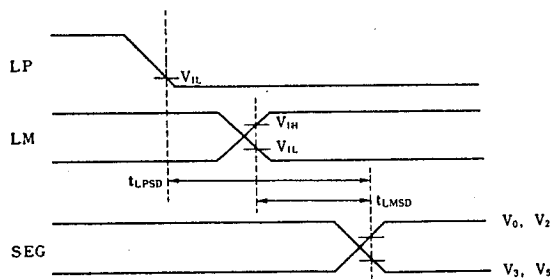 LP
V_IL
LM
V_IH
V_IL
t_LPSD
t_LMSD
SEG
V_0, V_2
V_3, V_5